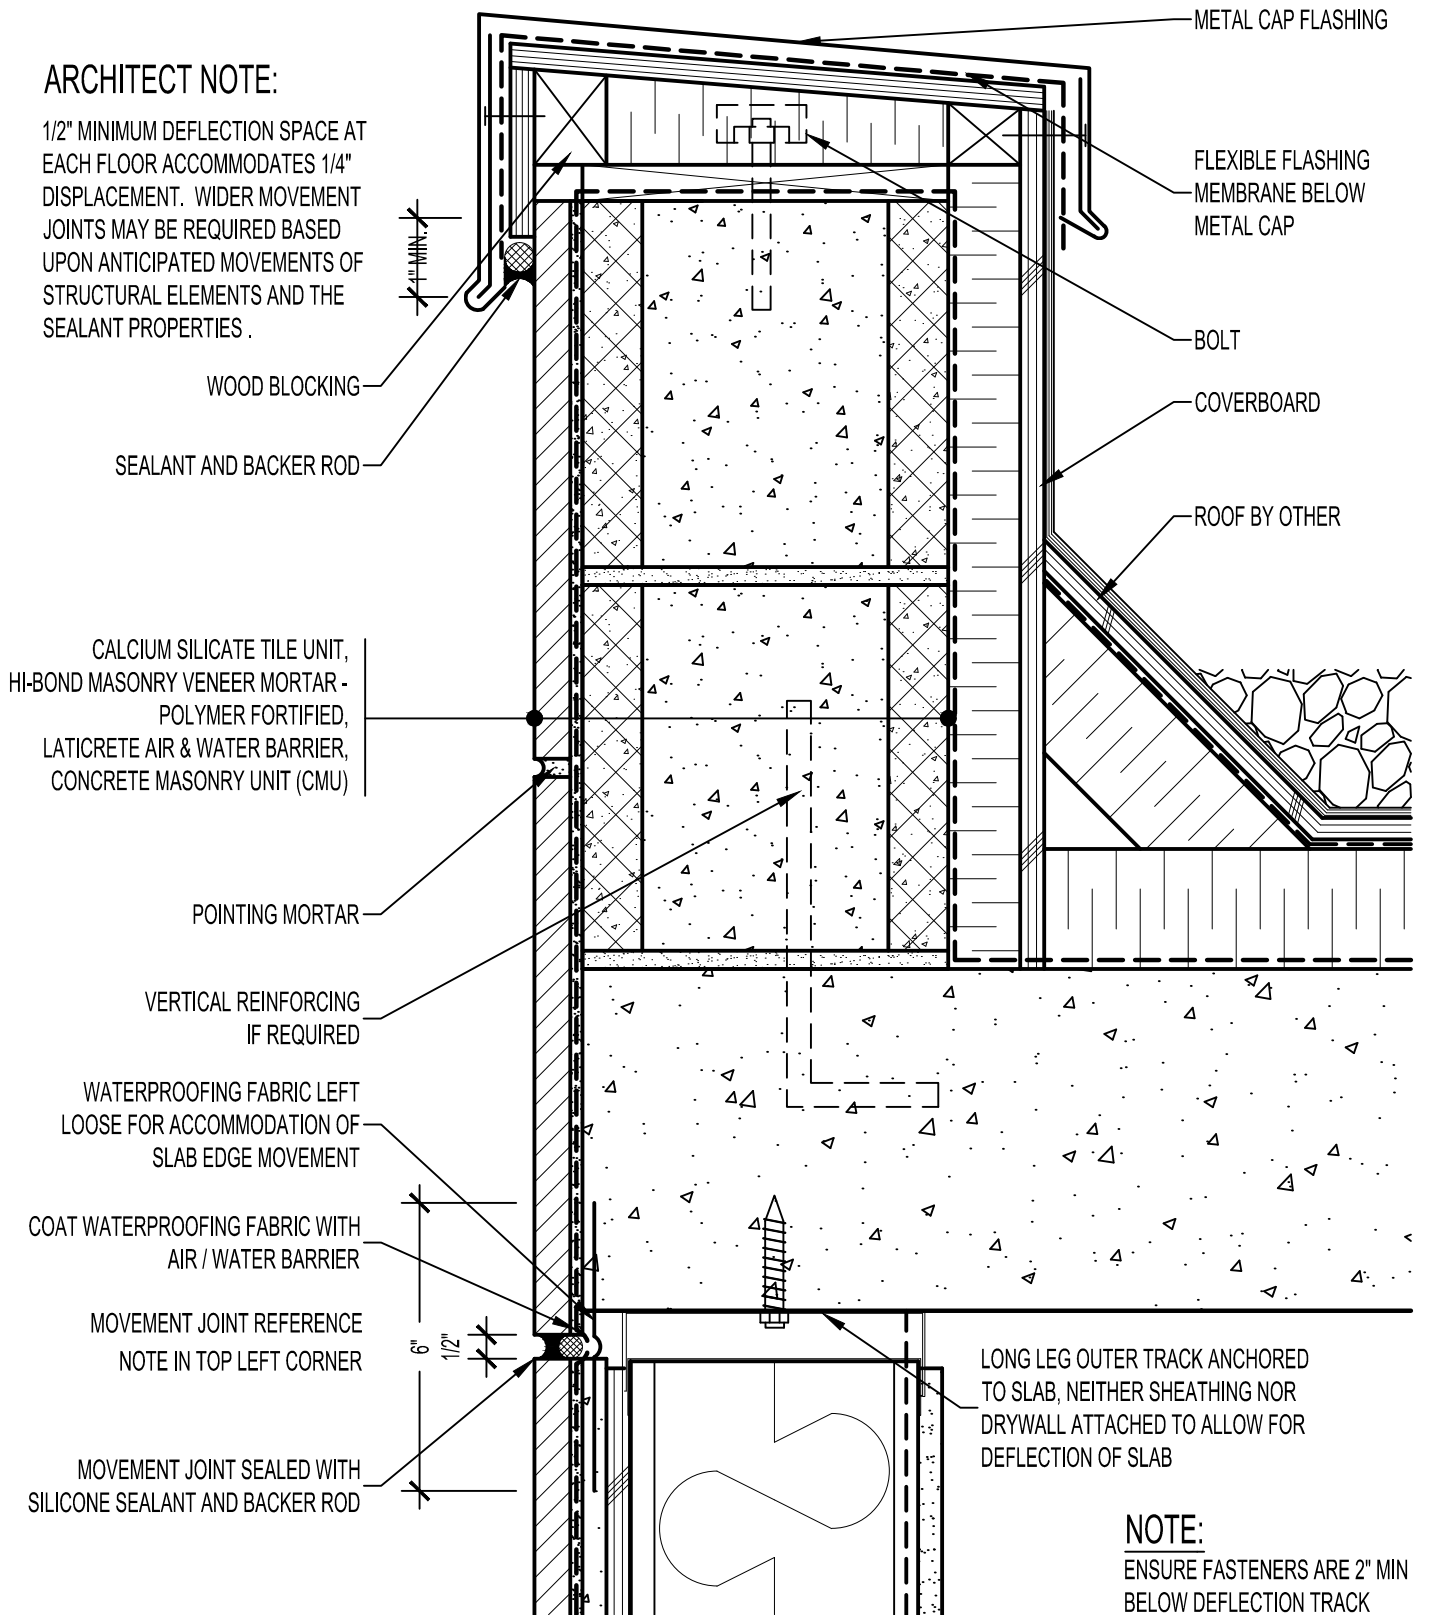 METAL CAP FLASHING
ARCHITECT NOTE:
1/2" MINIMUM DEFLECTION SPACE AT
EACH FLOOR ACCOMMODATES 1/4"
DISPLACEMENT. WIDER MOVEMENT
JOINTS MAY BE REQUIRED BASED
UPON ANTICIPATED MOVEMENTS OF
STRUCTURAL ELEMENTS AND THE
SEALANT PROPERTIES .
FLEXIBLE FLASHING
MEMBRANE BELOW
METAL CAP
1" MIN.
BOLT
WOOD BLOCKING
COVERBOARD
SEALANT AND BACKER ROD
ROOF BY OTHER
CALCIUM SILICATE TILE UNIT,
HI-BOND MASONRY VENEER MORTAR -
POLYMER FORTIFIED,
LATICRETE AIR & WATER BARRIER,
CONCRETE MASONRY UNIT (CMU)
POINTING MORTAR
VERTICAL REINFORCING
IF REQUIRED
WATERPROOFING FABRIC LEFT
LOOSE FOR ACCOMMODATION OF
SLAB EDGE MOVEMENT
COAT WATERPROOFING FABRIC WITH
AIR / WATER BARRIER
MOVEMENT JOINT REFERENCE
NOTE IN TOP LEFT CORNER
6"
1/2"
LONG LEG OUTER TRACK ANCHORED
TO SLAB, NEITHER SHEATHING NOR
DRYWALL ATTACHED TO ALLOW FOR
DEFLECTION OF SLAB
MOVEMENT JOINT SEALED WITH
SILICONE SEALANT AND BACKER ROD
NOTE:
ENSURE FASTENERS ARE 2" MIN
BELOW DEFLECTION TRACK